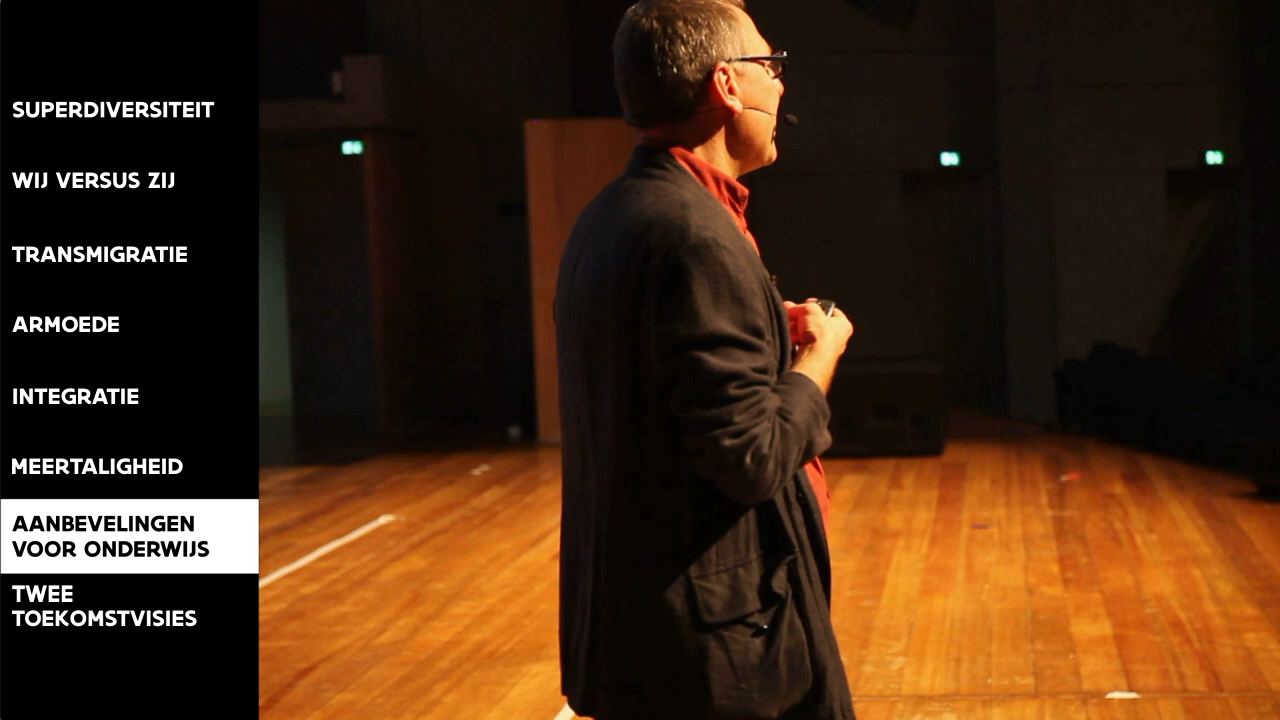 SUPERDIVERSITEIT
WIJ VERSUS ZIJ
TRANSMIGRATIE
ARMOEDE
INTEGRATIE
MEERTALIGHEID
AANBEVELINGEN
VOOR ONDERWIJS
TWEE
TOEKOMSTVISIES